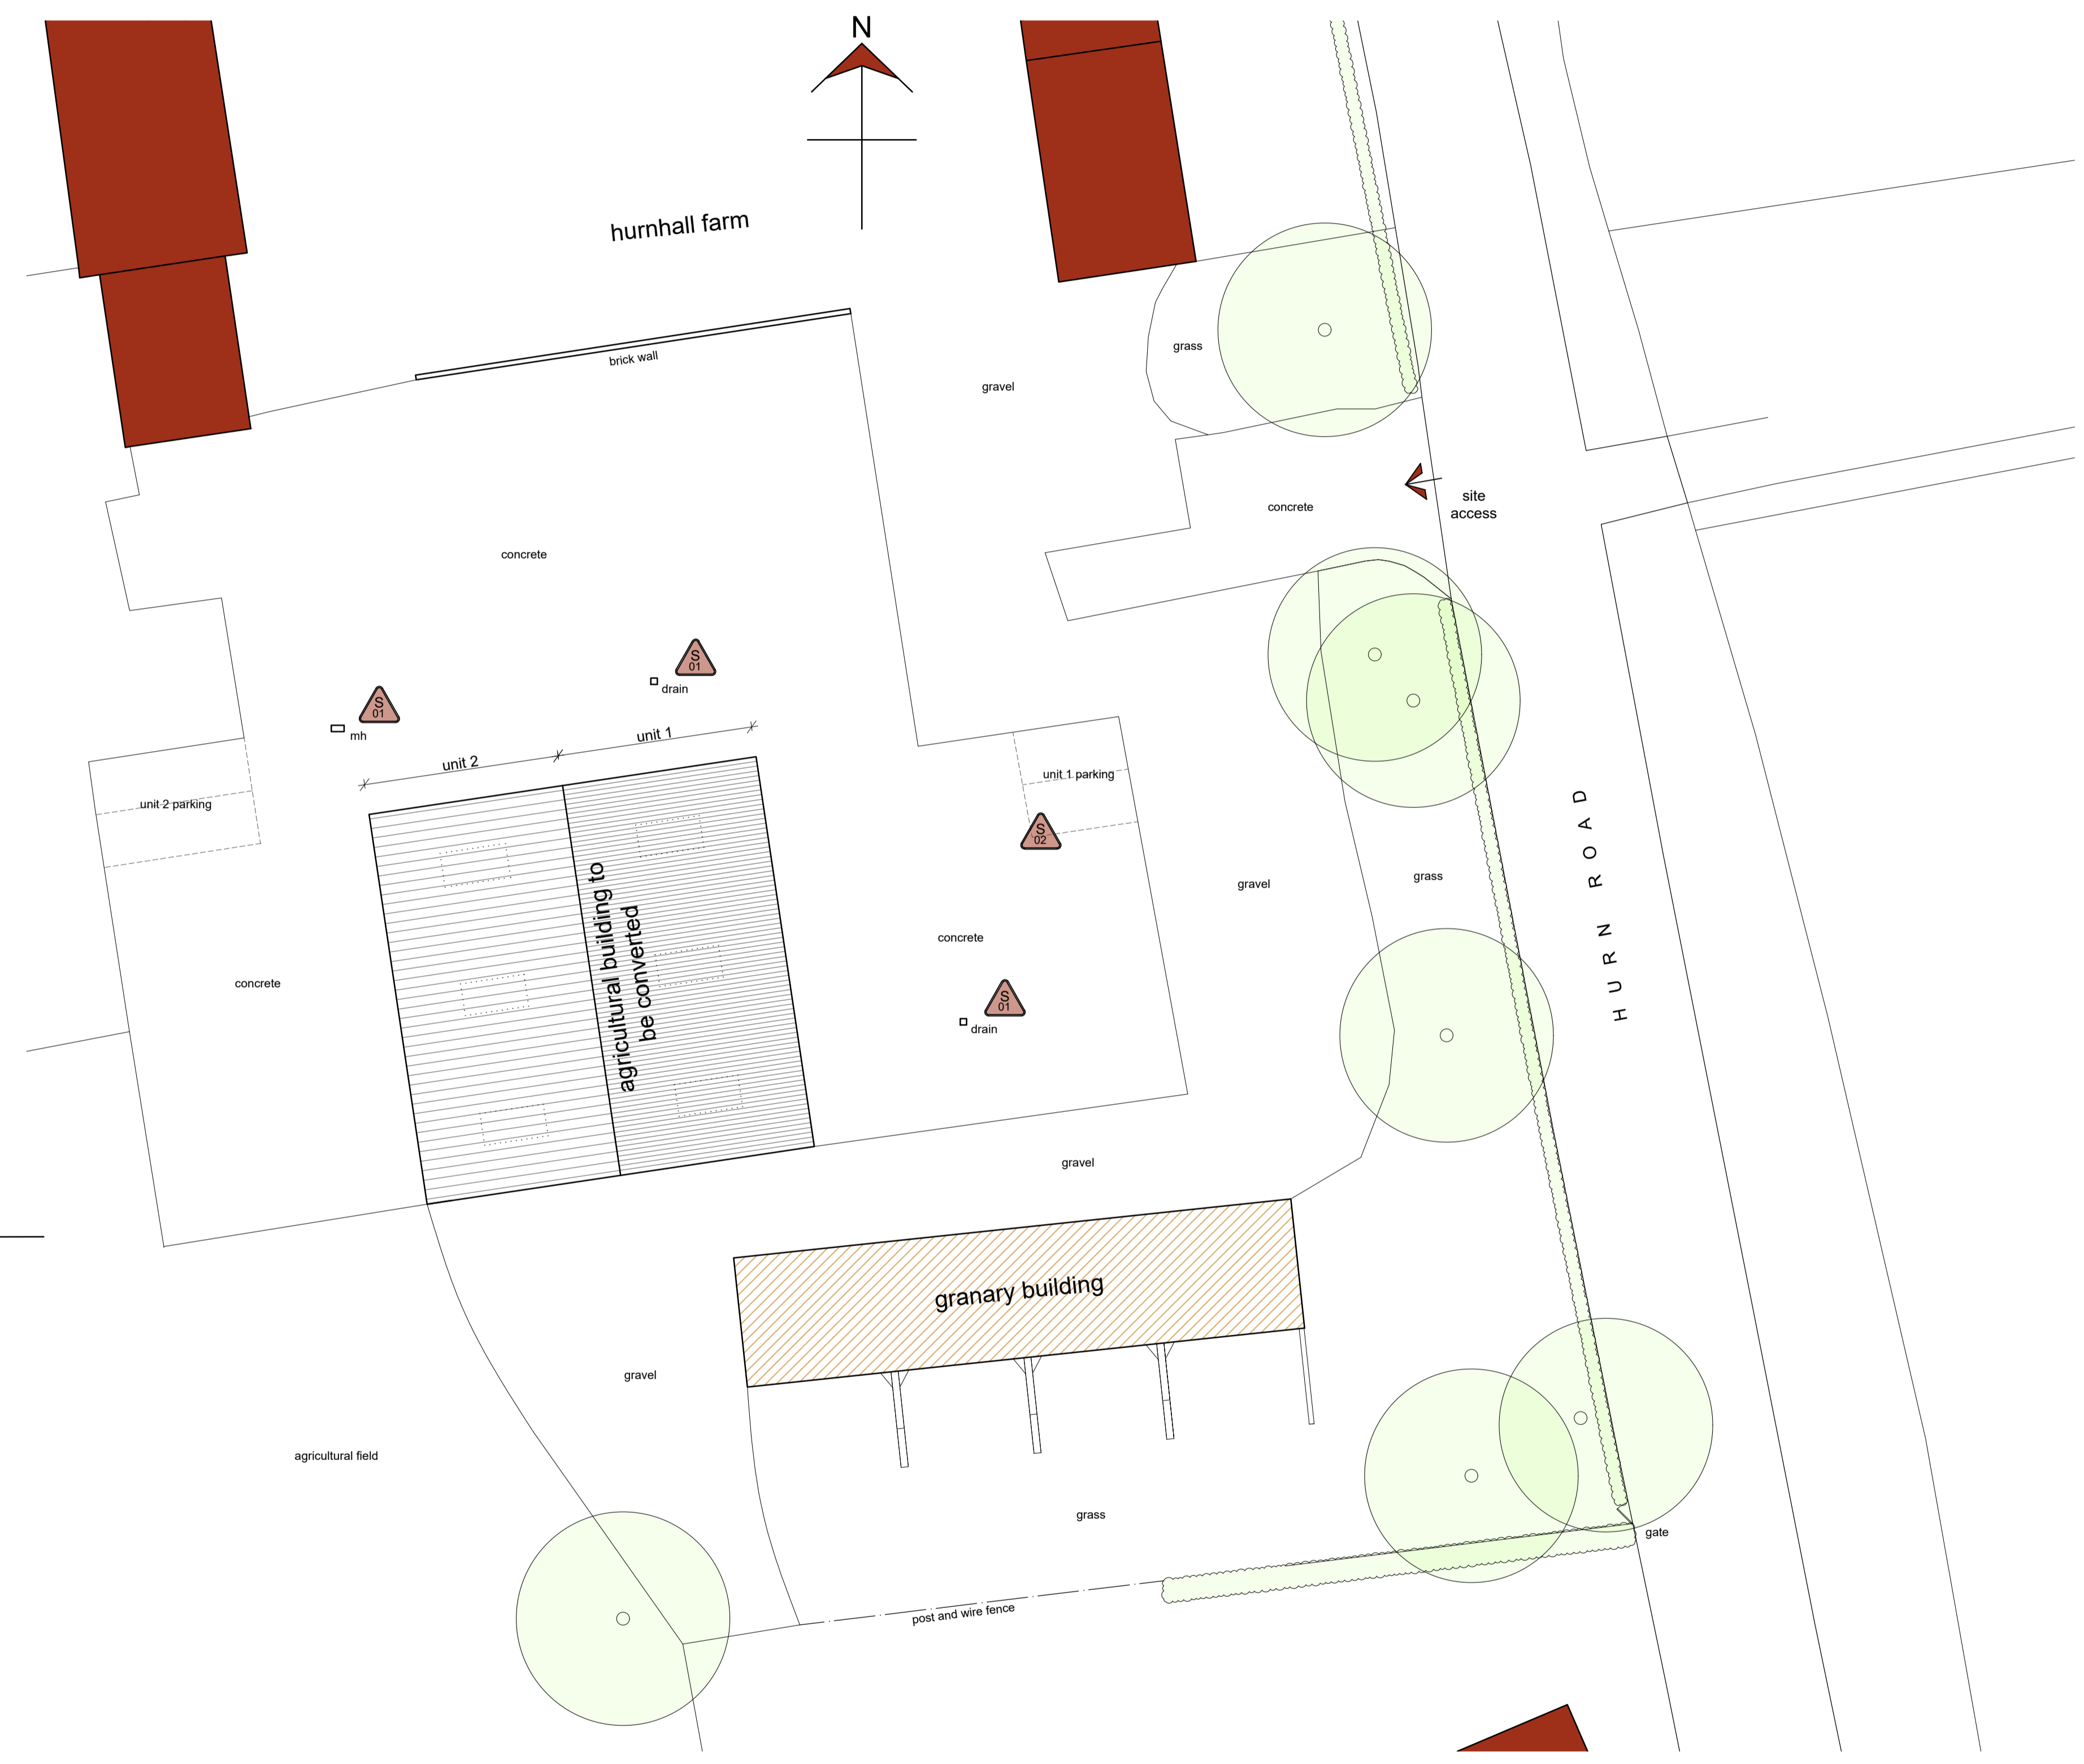 N
hurnhall farm
brick wall
grass
gravel
site
access
concrete
concrete
S
01
drain
S
01
mh
unit 1
unit 2
unit 1 parking
unit 2 parking
S
02
HURN ROAD
grass
gravel
concrete
agricultural building to
be converted
concrete
S
01
drain
gravel
granary building
gravel
agricultural field
grass
gate
post and wire fence